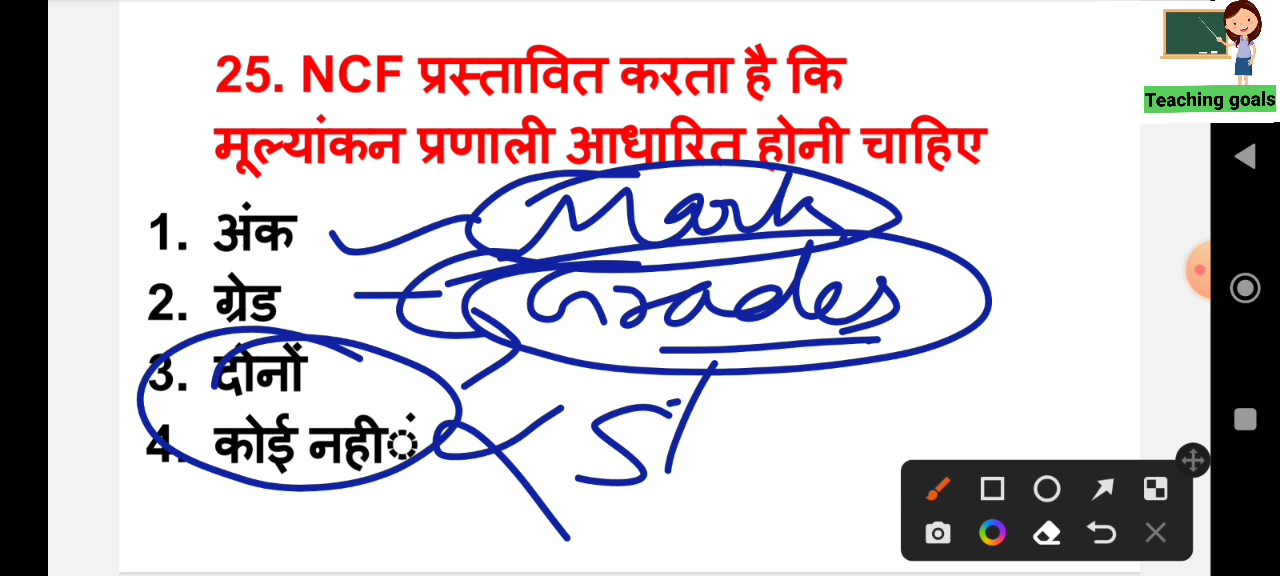 Teaching goals
25. NCF प्रस्तावित करता है कि
मूल्यांकन प्रणाली आधारित होनी चाहिए
1. अंक
Mark
2. ग्रेड
Grades
3. दोनों
4. कोई नहीं